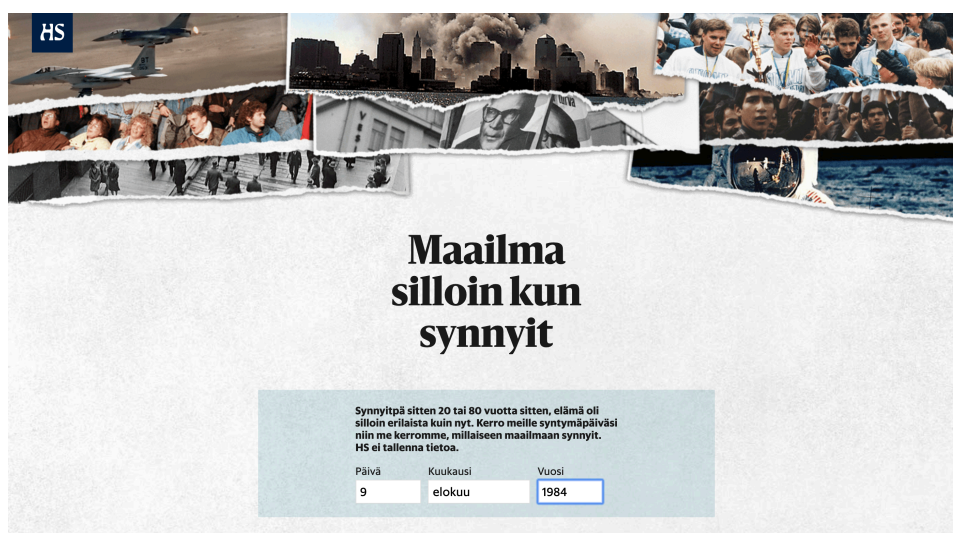 HS
Maailma
silloin kun
synnyit
Synnyitpä sitten 20 tai 80 vuotta sitten, elämä oli
silloin erilaista kuin nyt. Kerro meille syntymäpäiväsi
niin me kerromme, millaiseen maailmaan synnyit.
HS ei tallenna tietoa.
Päivä Kuukausi Vuosi
9 elokuu 1984